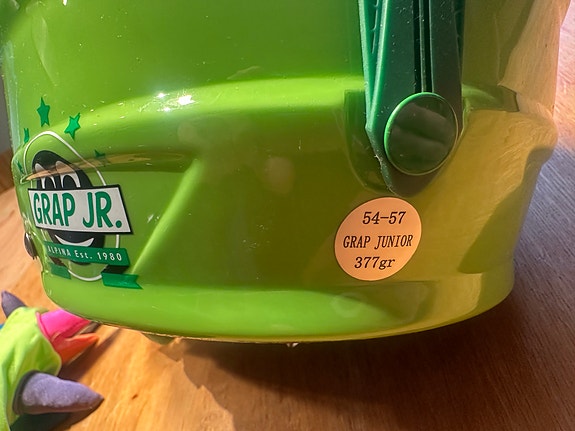 GRAP JR.
ALPINA Est. 1980
54-57
GRAP JUNIOR
377gr